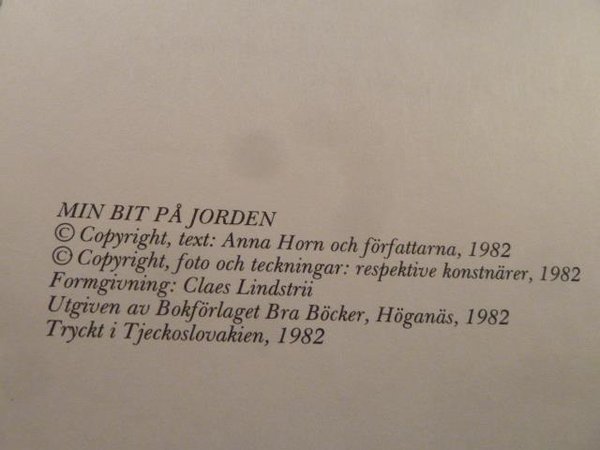 MIN BIT PÅ JORDEN
© Copyright, text: Anna Horn och författarna, 1982
© Copyright, foto och teckningar: respektive konstnärer, 1982
Formgivning: Claes Lindstrii
Utgiven av Bokförlaget Bra Böcker, Höganäs, 1982
Tryckt i Tjeckoslovakien, 1982